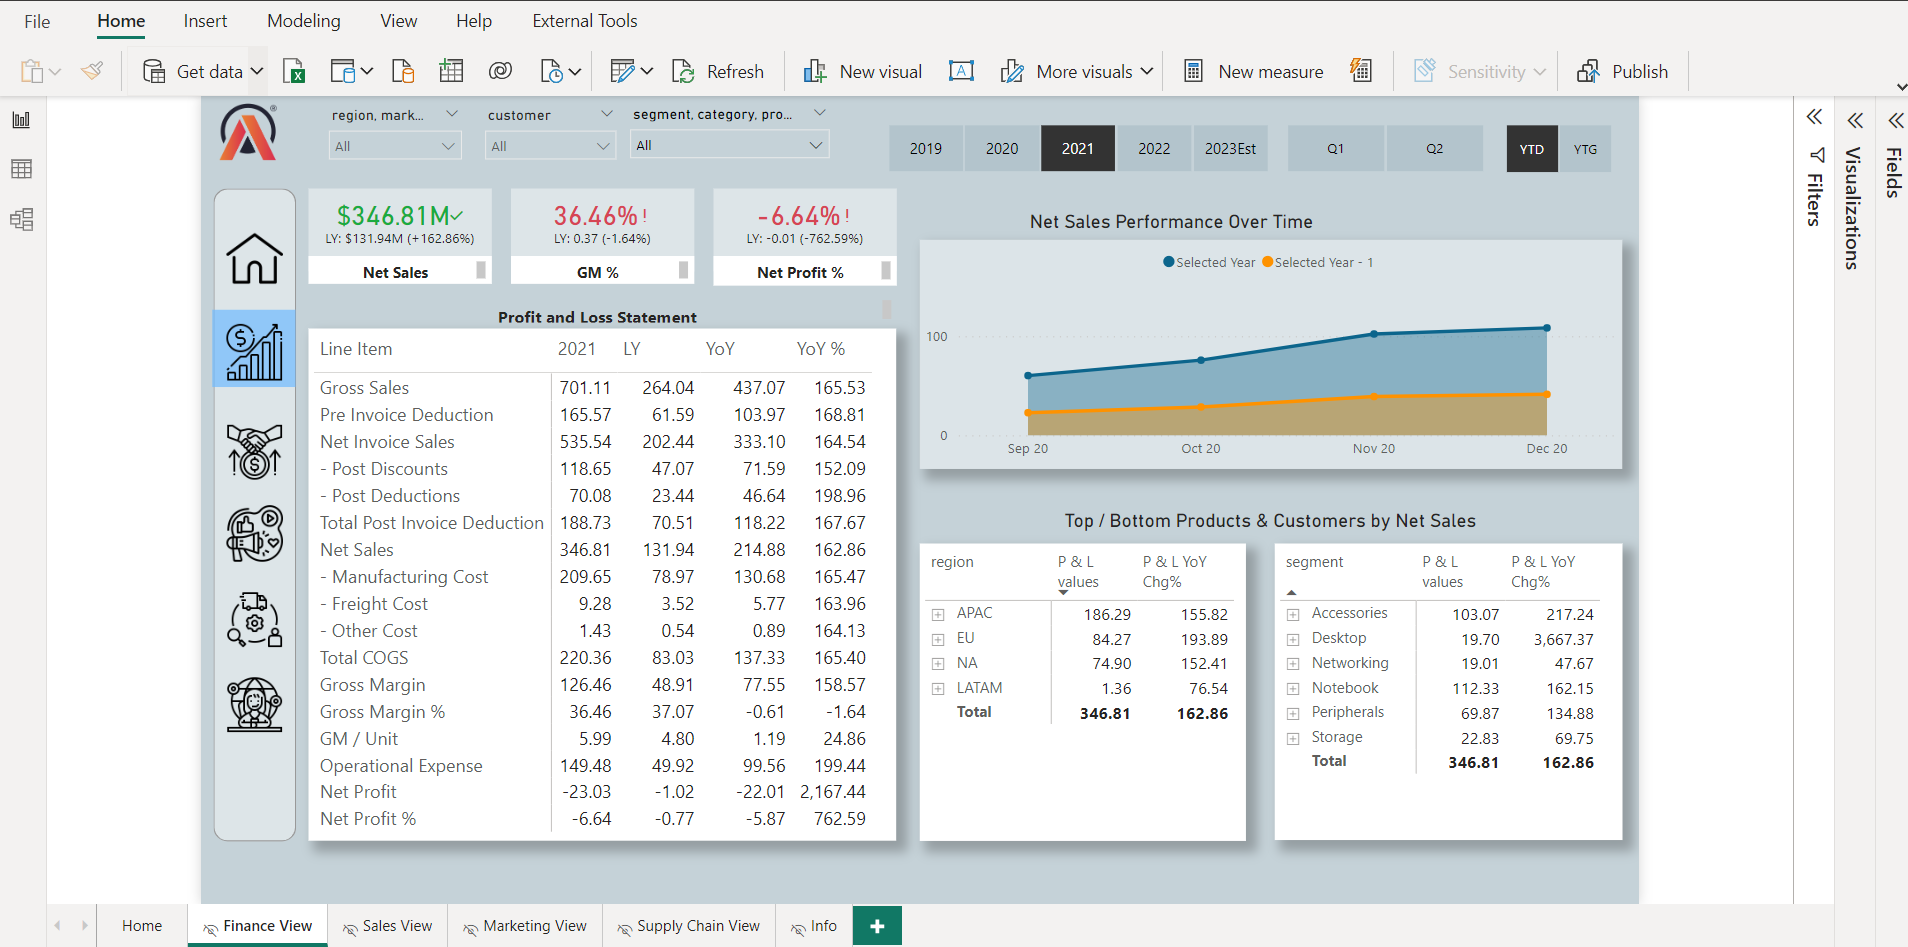 File Home Insert Modeling View Help External Tools
Get data Refresh New visual More visuals New measure Sensitivity Publish
region, mark... customer segment, category, pro...
All All All
2019 2020 2021 2022 2023Est Q1 Q2 YTD YTG
Filters
Visualizations
Fields
$346.81M
LY: $131.94M (+162.86%)
Net Sales
36.46% !
LY: 0.37 (-1.64%)
GM %
-6.64% !
LY: -0.01 (-762.59%)
Net Profit %
Profit and Loss Statement
Line Item 2021 LY YoY YoY %
Gross Sales 701.11 264.04 437.07 165.53
Pre Invoice Deduction 165.57 61.59 103.97 168.81
Net Invoice Sales 535.54 202.44 333.10 164.54
- Post Discounts 118.65 47.07 71.59 152.09
- Post Deductions 70.08 23.44 46.64 198.96
Total Post Invoice Deduction 188.73 70.51 118.22 167.67
Net Sales 346.81 131.94 214.88 162.86
- Manufacturing Cost 209.65 78.97 130.68 165.47
- Freight Cost 9.28 3.52 5.77 163.96
- Other Cost 1.43 0.54 0.89 164.13
Total COGS 220.36 83.03 137.33 165.40
Gross Margin 126.46 48.91 77.55 158.57
Gross Margin % 36.46 37.07 -0.61 -1.64
GM / Unit 5.99 4.80 1.19 24.86
Operational Expense 149.48 49.92 99.56 199.44
Net Profit -23.03 -1.02 -22.01 2,167.44
Net Profit % -6.64 -0.77 -5.87 762.59
Net Sales Performance Over Time
Selected Year Selected Year - 1
100
0
Sep 20 Oct 20 Nov 20 Dec 20
Top / Bottom Products & Customers by Net Sales
region P & L values P & L YoY Chg%
APAC 186.29 155.82
EU 84.27 193.89
NA 74.90 152.41
LATAM 1.36 76.54
Total 346.81 162.86
segment P & L values P & L YoY Chg%
Accessories 103.07 217.24
Desktop 19.70 3,667.37
Networking 19.01 47.67
Notebook 112.33 162.15
Peripherals 69.87 134.88
Storage 22.83 69.75
Total 346.81 162.86
Home Finance View Sales View Marketing View Supply Chain View Info +